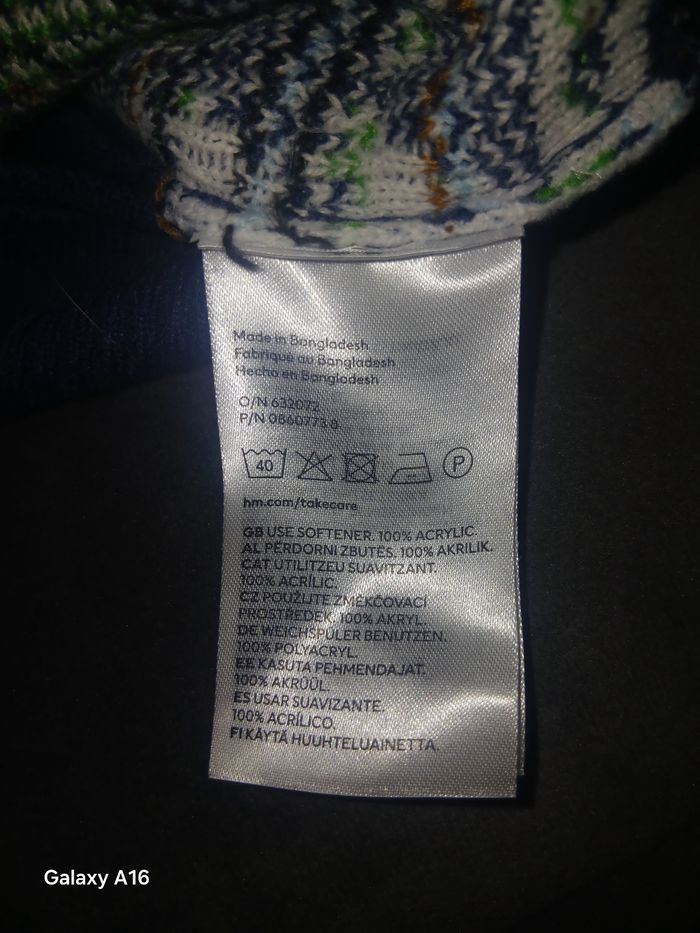 Made in Bangladesh
Fabriqué au Bangladesh
Hecho en Bangladesh
O/N 632072
P/N 0860773 8
40
P
hm.com/takecare
GB USE SOFTENER. 100% ACRYLIC.
AL PËRDORNI ZBUTËS. 100% AKRILIK.
CAT UTILITZEU SUAVITZANT.
100% ACRÍLIC.
CZ POUŽIJTE ZMĚKČOVACÍ
PROSTŘEDEK. 100% AKRYL.
DE WEICHSPÜLER BENUTZEN.
100% POLYACRYL.
EE KASUTA PEHMENDAJAT.
100% AKRÜÜL.
ES USAR SUAVIZANTE.
100% ACRÍLICO.
FI KÄYTÄ HUUHTELUAINETTA.
Galaxy A16